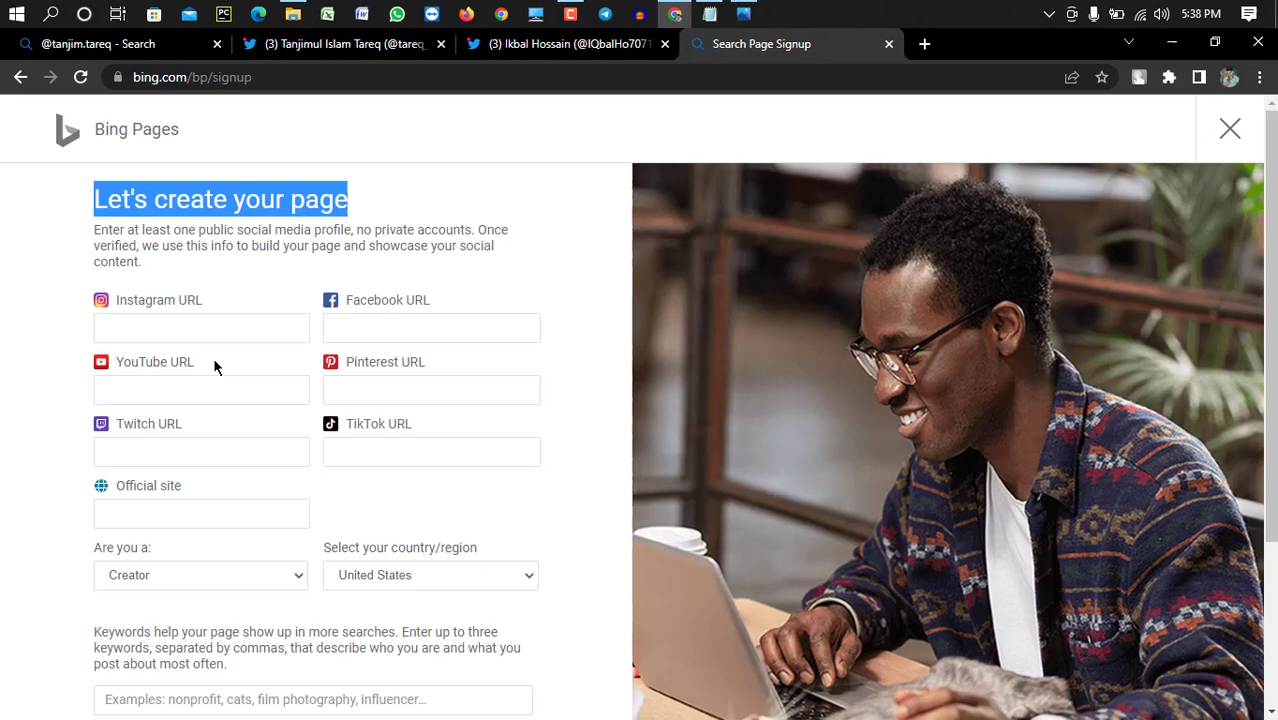 5:38 PM
@tanjim.tareq - Search
(3) Tanjimul Islam Tareq (@tareq_
(3) Ikbal Hossain (@IQbalHo7071
Search Page Signup
bing.com/bp/signup
Bing Pages
Let's create your page
Enter at least one public social media profile, no private accounts. Once
verified, we use this info to build your page and showcase your social
content.
Instagram URL
Facebook URL
YouTube URL
Pinterest URL
Twitch URL
TikTok URL
Official site
Are you a:
Select your country/region
Creator
United States
Keywords help your page show up in more searches. Enter up to three
keywords, separated by commas, that describe who you are and what you
post about most often.
Examples: nonprofit, cats, film photography, influencer...